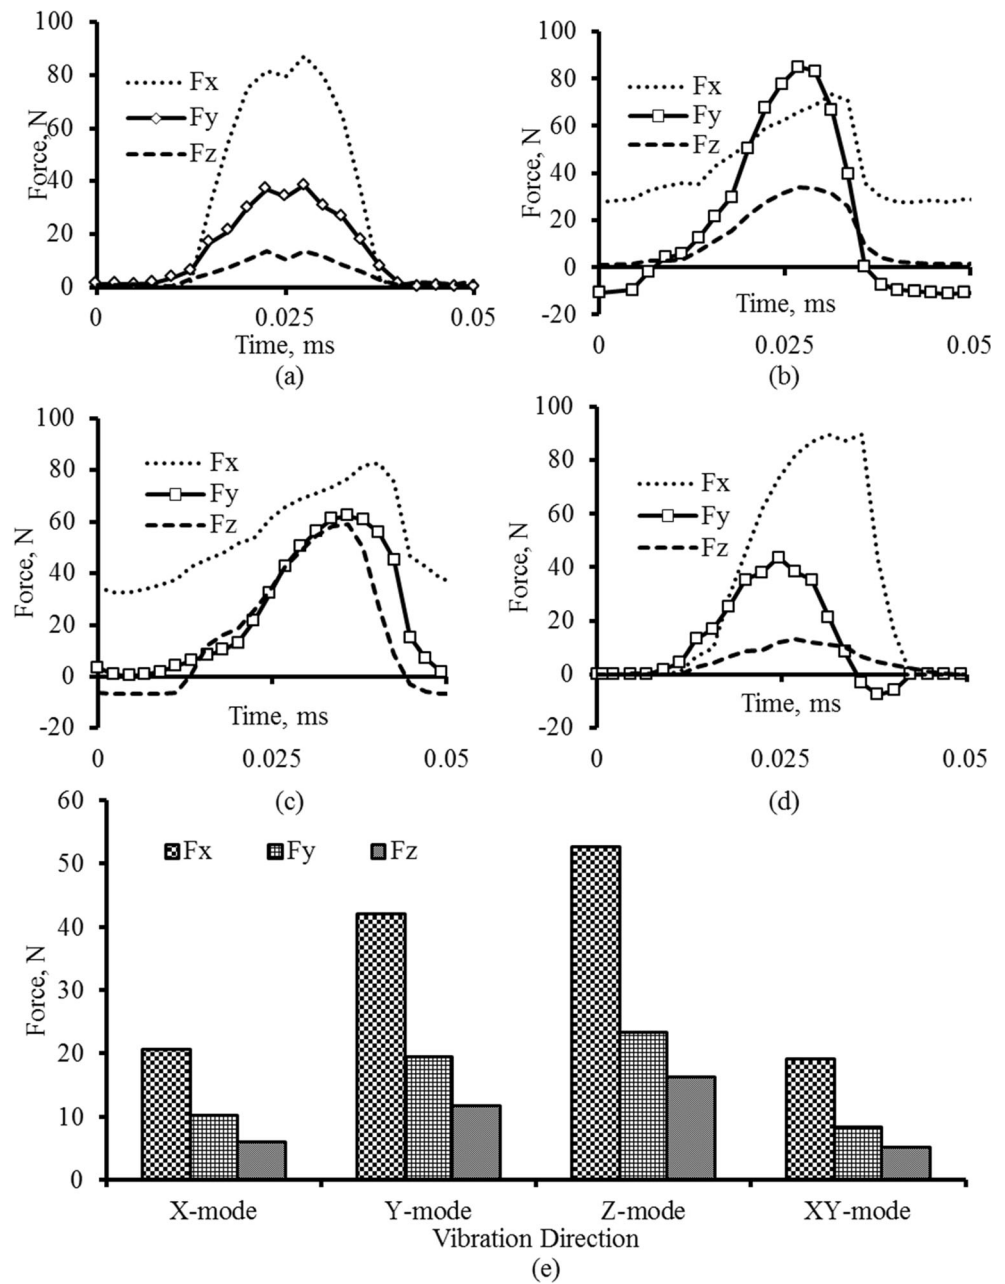 100
80
60
40
20
0
Force, N
Fx
Fy
Fz
0 0.025 0.05
Time, ms
(a)
100
80
60
40
20
0
-20
Force, N
Fx
Fy
Fz
Time, ms
0 0.025 0.05
(b)
100
80
60
40
20
0
-20
Force, N
Fx
Fy
Fz
Time, ms
0 0.025 0.05
(c)
100
80
60
40
20
0
-20
Force, N
Fx
Fy
Fz
Time, ms
0 0.025 0.05
(d)
60
50
40
30
20
10
0
Force, N
Fx Fy Fz
X-mode Y-mode Z-mode XY-mode
Vibration Direction
(e)